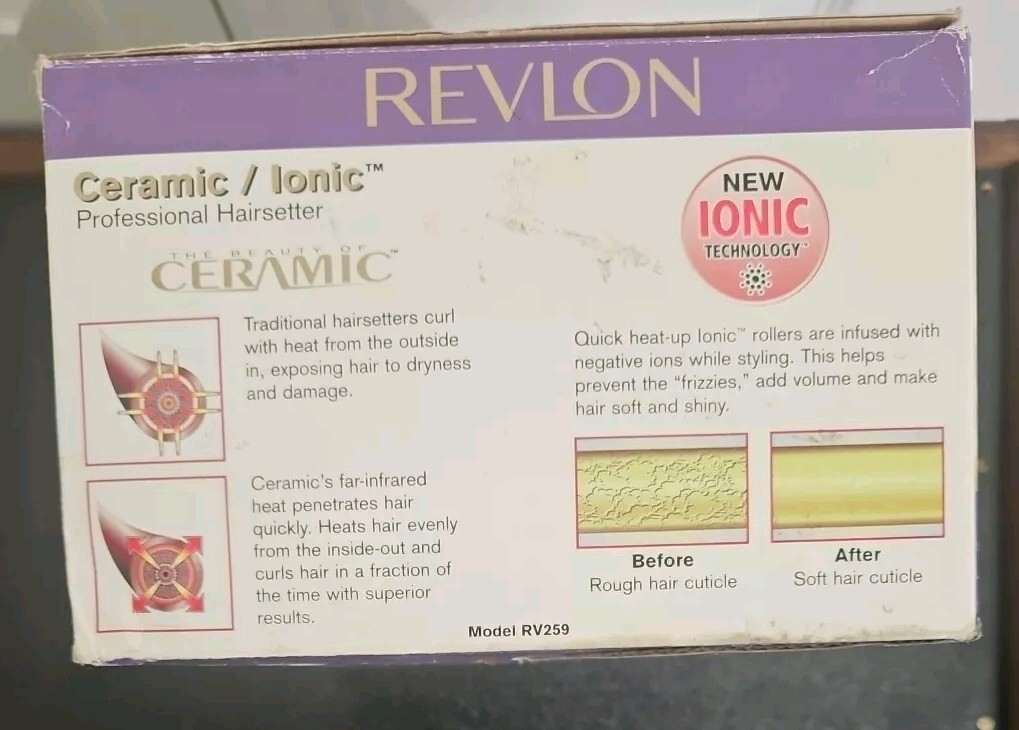 REVLON
Ceramic / Ionic™
Professional Hairsetter
THE BEAUTY OF
CERAMIC™
Traditional hairsetters curl
with heat from the outside
in, exposing hair to dryness
and damage.
Ceramic's far-infrared
heat penetrates hair
quickly. Heats hair evenly
from the inside-out and
curls hair in a fraction of
the time with superior
results.
NEW
IONIC
TECHNOLOGY™
Quick heat-up Ionic™ rollers are infused with
negative ions while styling. This helps
prevent the “frizzies,” add volume and make
hair soft and shiny.
Before
Rough hair cuticle
After
Soft hair cuticle
Model RV259